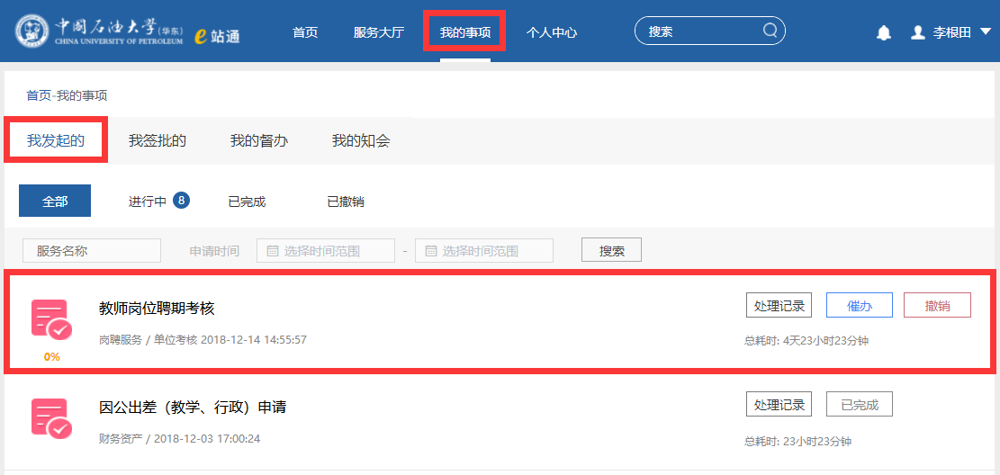 中国石油大学(华东)
CHINA UNIVERSITY OF PETROLEUM
e站通
首页 服务大厅 我的事项 个人中心 搜索 李根田
首页-我的事项
我发起的 我签批的 我的督办 我的知会
全部 进行中 8 已完成 已撤销
服务名称 申请时间 选择时间范围 - 选择时间范围 搜索
教师岗位聘期考核 处理记录 催办 撤销
岗聘服务 / 单位考核 2018-12-14 14:55:57 总耗时: 4天23小时23分钟
0%
因公出差（教学、行政）申请 处理记录 已完成
财务资产 / 2018-12-03 17:00:24 总耗时: 23小时23分钟